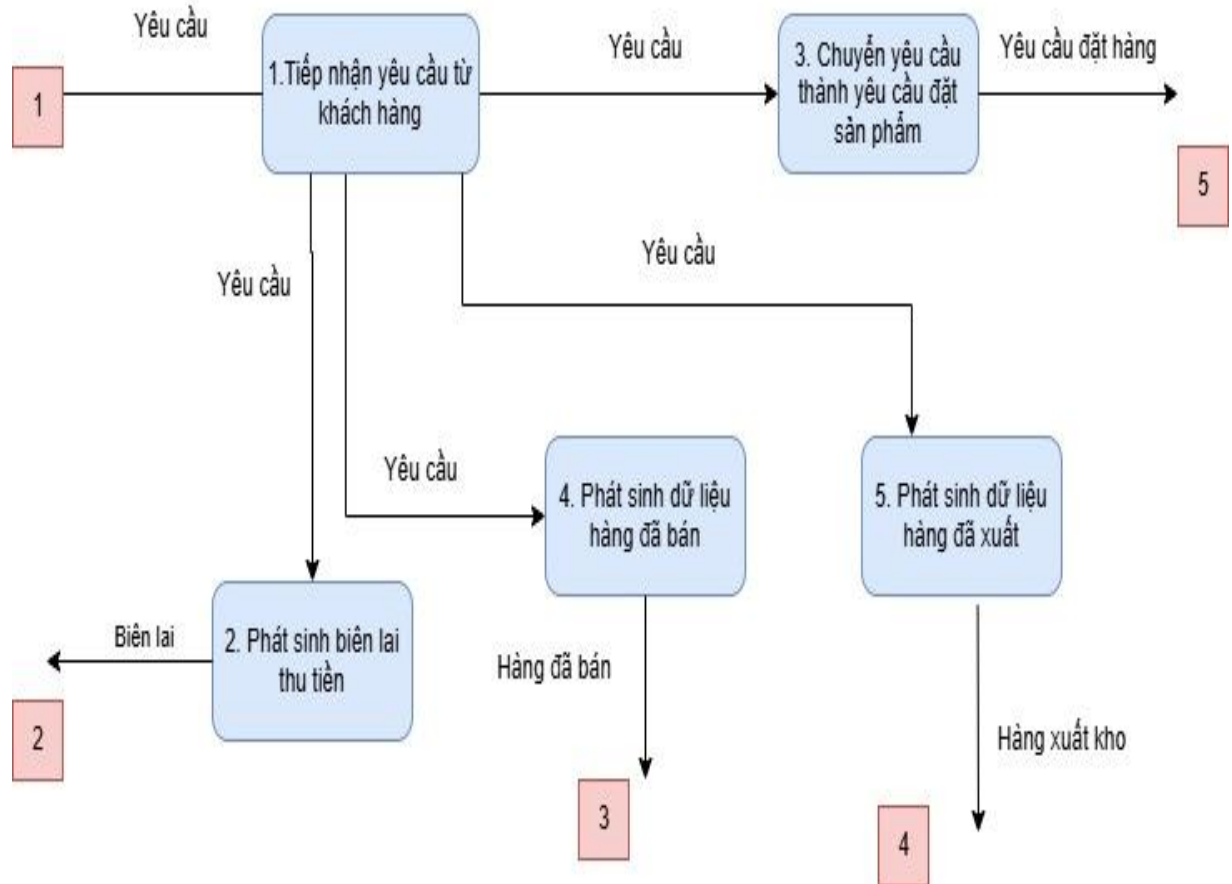 Yêu cầu
1
1.Tiếp nhận yêu cầu từ
khách hàng
Yêu cầu
3. Chuyển yêu cầu
thành yêu cầu đặt
sản phẩm
Yêu cầu đặt hàng
5
Yêu cầu
Yêu cầu
Yêu cầu
4. Phát sinh dữ liệu
hàng đã bán
5. Phát sinh dữ liệu
hàng đã xuất
Biên lai
2. Phát sinh biên lai
thu tiền
2
Hàng đã bán
3
Hàng xuất kho
4